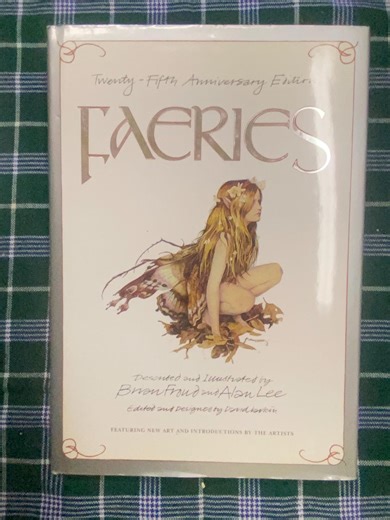 Twenty-Fifth Anniversary Edition
FAERIES
Described and Illustrated by
Brian Froud and Alan Lee
Edited and Designed by David Larkin
FEATURING NEW ART AND INTRODUCTIONS BY THE ARTISTS